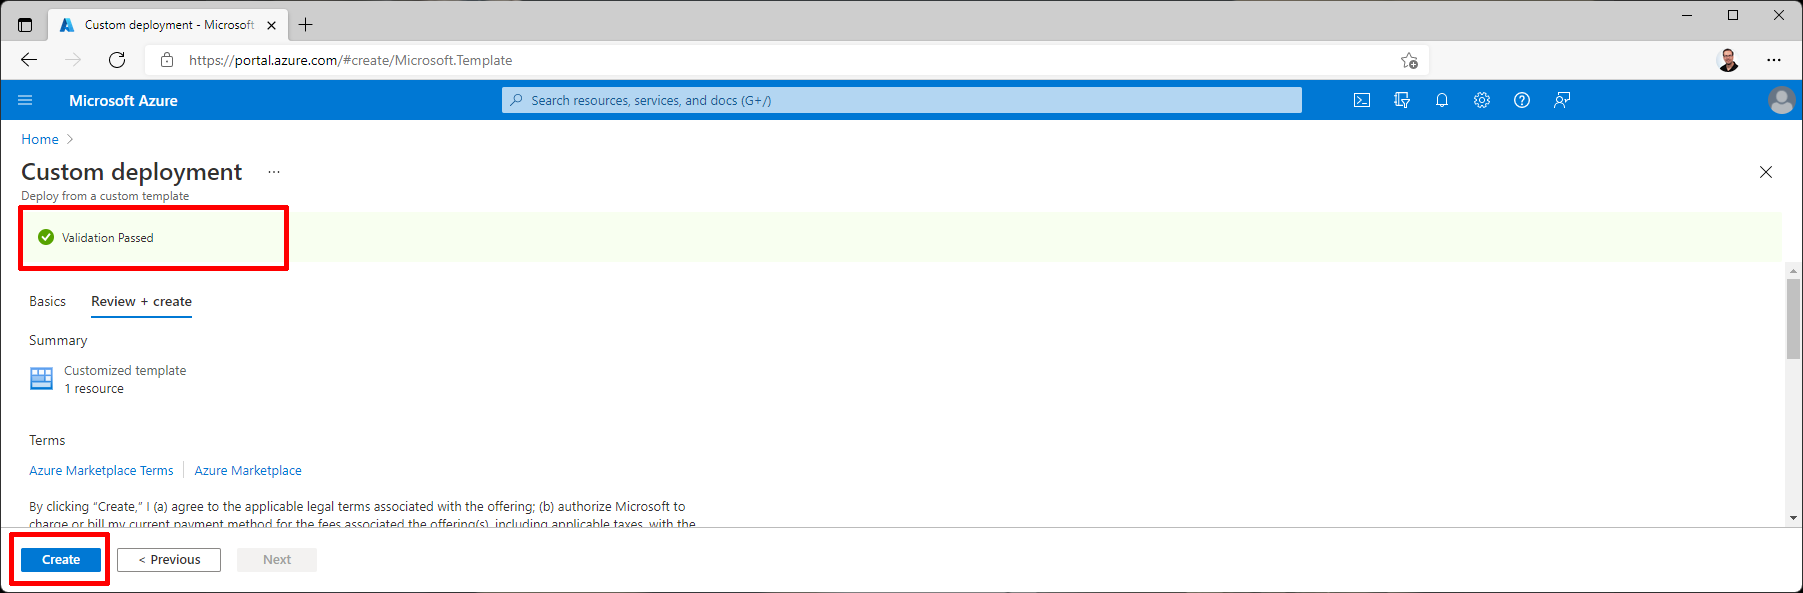 Custom deployment - Microsoft
https://portal.azure.com/#create/Microsoft.Template
Microsoft Azure
Search resources, services, and docs (G+/)
Home
Custom deployment
...
Deploy from a custom template
Validation Passed
Basics
Review + create
Summary
Customized template
1 resource
Terms
Azure Marketplace Terms
Azure Marketplace
By clicking “Create,” I (a) agree to the applicable legal terms associated with the offering; (b) authorize Microsoft to
charge or bill my current payment method for the fees associated the offering(s), including applicable taxes, with the
Create
< Previous
Next